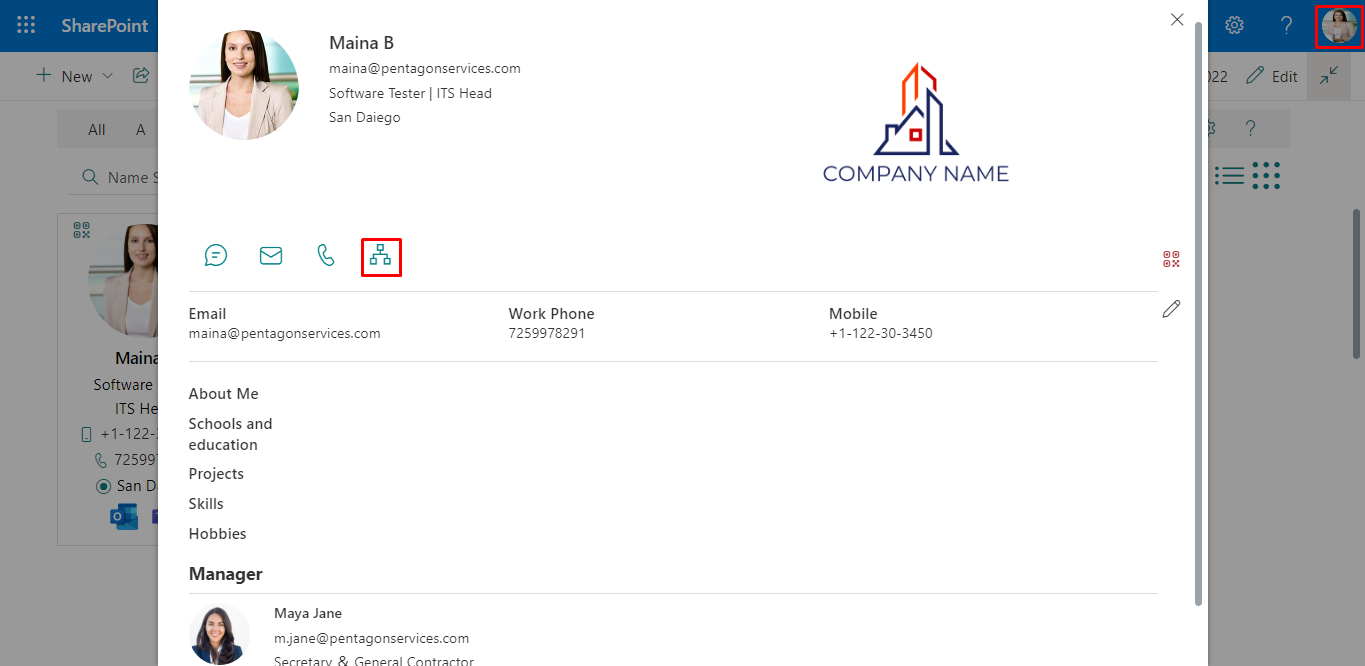 SharePoint
New
022
Edit
All A
Name S
Maina
Software
ITS He
+1-122-
72599
San D
Maina B
maina@pentagonservices.com
Software Tester | ITS Head
San Daiego
COMPANY NAME
Email
maina@pentagonservices.com
Work Phone
7259978291
Mobile
+1-122-30-3450
About Me
Schools and
education
Projects
Skills
Hobbies
Manager
Maya Jane
m.jane@pentagonservices.com
Secretary & General Contractor